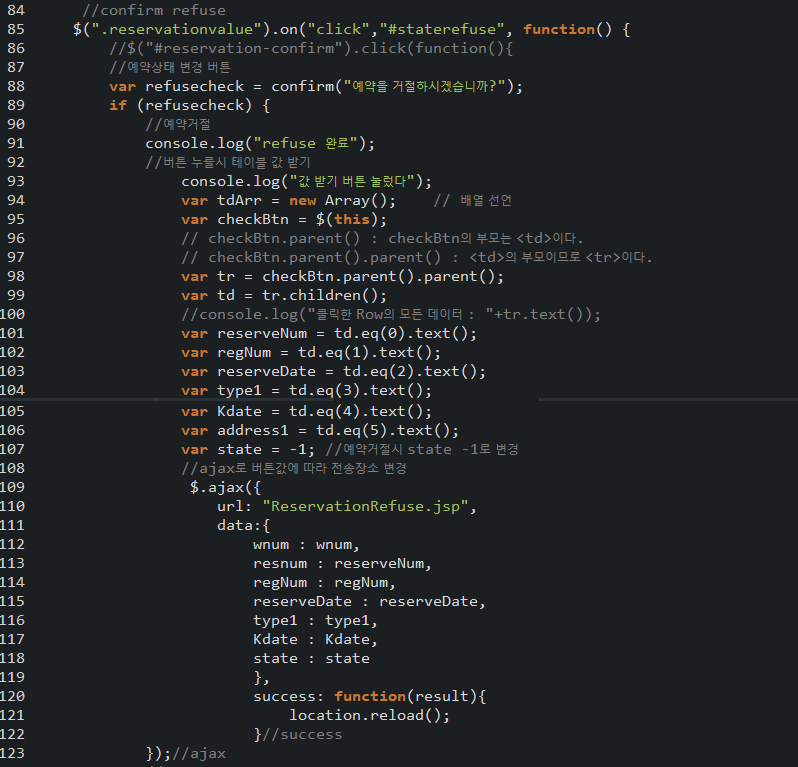 84 //confirm refuse
85 $(".reservationvalue").on("click","#staterefuse", function() {
86 //$("#reservation-confirm").click(function(){
87 //예약상태 변경 버튼
88 var refusecheck = confirm("예약을 거절하시겠습니까?");
89 if (refusecheck) {
90 //예약거절
91 console.log("refuse 완료");
92 //버튼 누를시 테이블 값 받기
93 console.log("값 받기 버튼 눌렀다");
94 var tdArr = new Array(); // 배열 선언
95 var checkBtn = $(this);
96 // checkBtn.parent() : checkBtn의 부모는 <td>이다.
97 // checkBtn.parent().parent() : <td>의 부모이므로 <tr>이다.
98 var tr = checkBtn.parent().parent();
99 var td = tr.children();
100 //console.log("클릭한 Row의 모든 데이터 : "+tr.text());
101 var reserveNum = td.eq(0).text();
102 var regNum = td.eq(1).text();
103 var reserveDate = td.eq(2).text();
104 var type1 = td.eq(3).text();
105 var Kdate = td.eq(4).text();
106 var address1 = td.eq(5).text();
107 var state = -1; //예약거절시 state -1로 변경
108 //ajax로 버튼값에 따라 전송장소 변경
109 $.ajax({
110 url: "ReservationRefuse.jsp",
111 data:{
112 wnum : wnum,
113 resnum : reserveNum,
114 regNum : regNum,
115 reserveDate : reserveDate,
116 type1 : type1,
117 Kdate : Kdate,
118 state : state
119 },
120 success: function(result){
121 location.reload();
122 }//success
123 });//ajax